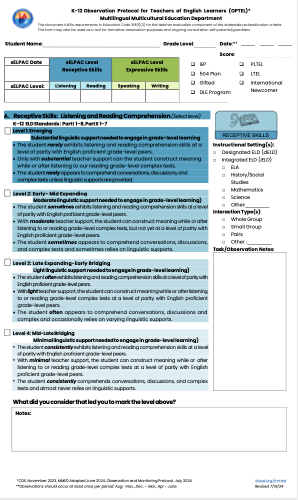 K-12 Observation Protocol for Teachers of English Learners (OPTEL)*
Multilingual Multicultural Education Department
This document fulfills requirements in Education Code 313(f)(2) for the teacher evaluation component of the statewide reclassification criteria.
This form may also be used as a tool for formative observation purposes and ongoing consultation with parents/guardians
Student Name: Grade Level: Date:**
Score:
sELPAC Date
sELPAC Level
Receptive Skills
sELPAC Level
Expressive Skills
sELPAC Level:
Listening
Reading
Speaking
Writing
IEP
504 Plan
Gifted
DLE Program
PLTEL
LTEL
International
Newcomer
A. Receptive Skills: Listening and Reading Comprehension (Select level)
K-12 ELD Standards: Part I 1-8, Part II 1-7
Level 1: Emerging
Substantial linguistic support needed to engage in grade-level learning
• The student rarely exhibits listening and reading comprehension skills at a
level of parity with English proficient grade-level peers.
• Only with substantial teacher support can the student construct meaning
while or after listening to our reading grade-level complex text.
• The student rarely appears to comprehend conversations, discussions, and
complex texts unless linguistic supports are provided.
Level 2: Early- Mid Expanding
Moderate linguistic support needed to engage in grade-level learning
• The student sometimes exhibits listening and reading comprehension at a level
of parity with English proficient grade-level peers.
• With moderate teacher support, the student can construct meaning while or after
listening to or reading grade-level complex text, but not yet at a level of parity with
English proficient grade-level peers.
• The student sometimes appears to comprehend conversations, discussions,
and complex texts and sometimes relies on linguistic supports.
Level 3: Late Expanding-Early Bridging
Light linguistic support needed to engage in grade-level learning
• The student often exhibits listening and reading comprehension skills at a level of parity with
English proficient grade-level peers.
• With light teacher support, the student can construct meaning while or after listening
to or reading grade-level complex text at a level of parity with English
proficient grade-level peers.
• The student often appears to comprehend conversations, discussions, and
complex text and occasionally relies on varying linguistic supports.
Level 4: Mid-Late Bridging
Minimal linguistic support needed to engage in grade-level learning)
• The student consistently exhibits listening and reading comprehension skills at a level
of parity with English proficient grade-level peers.
• With minimal teacher support, the student can construct meaning while or after
listening to or reading grade-level complex texts at a level of parity with English
proficient grade-level peers.
• The student consistently comprehends conversations, discussions, and complex
texts and almost never relies on linguistic supports.
RECEPTIVE SKILLS
Instructional Setting(s):
Designated ELD (dELD)
Integrated ELD (iELD)
ELA
History/Social
Studies
Mathematics
Science
Other
Interaction Type(s):
Whole Group
Small Group
Pairs
Other :
Task/Observation Notes:
What did you consider that led you to mark the level above?
Notes:
*CDE, November 2023, MMED Adapted June 2024, Observation and Monitoring Protocol, July 2024
**Observations should occur at least once per period: Aug -Nov., Dec. - Mar., Apr - June
Revised 7/19/24